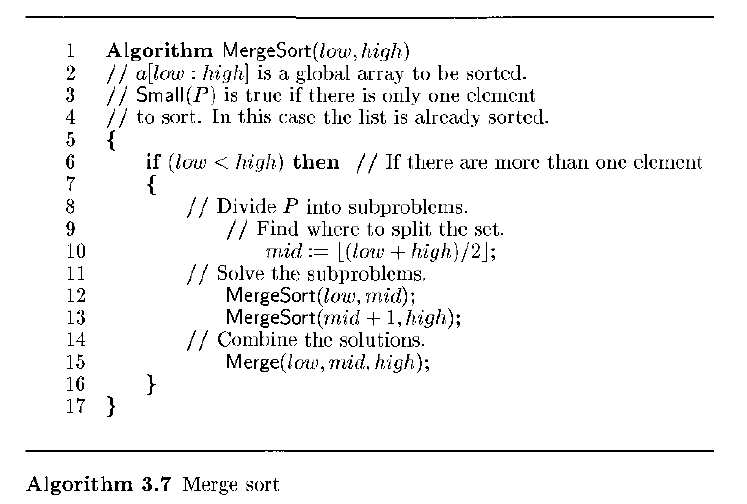 1 Algorithm MergeSort(low, high)
2 // a[low : high] is a global array to be sorted.
3 // Small(P) is true if there is only one element
4 // to sort. In this case the list is already sorted.
5 {
6 if (low < high) then // If there are more than one element
7 {
8 // Divide P into subproblems.
9 // Find where to split the set.
10 mid := ⌊(low + high)/2⌋;
11 // Solve the subproblems.
12 MergeSort(low, mid);
13 MergeSort(mid + 1, high);
14 // Combine the solutions.
15 Merge(low, mid, high);
16 }
17 }
Algorithm 3.7 Merge sort